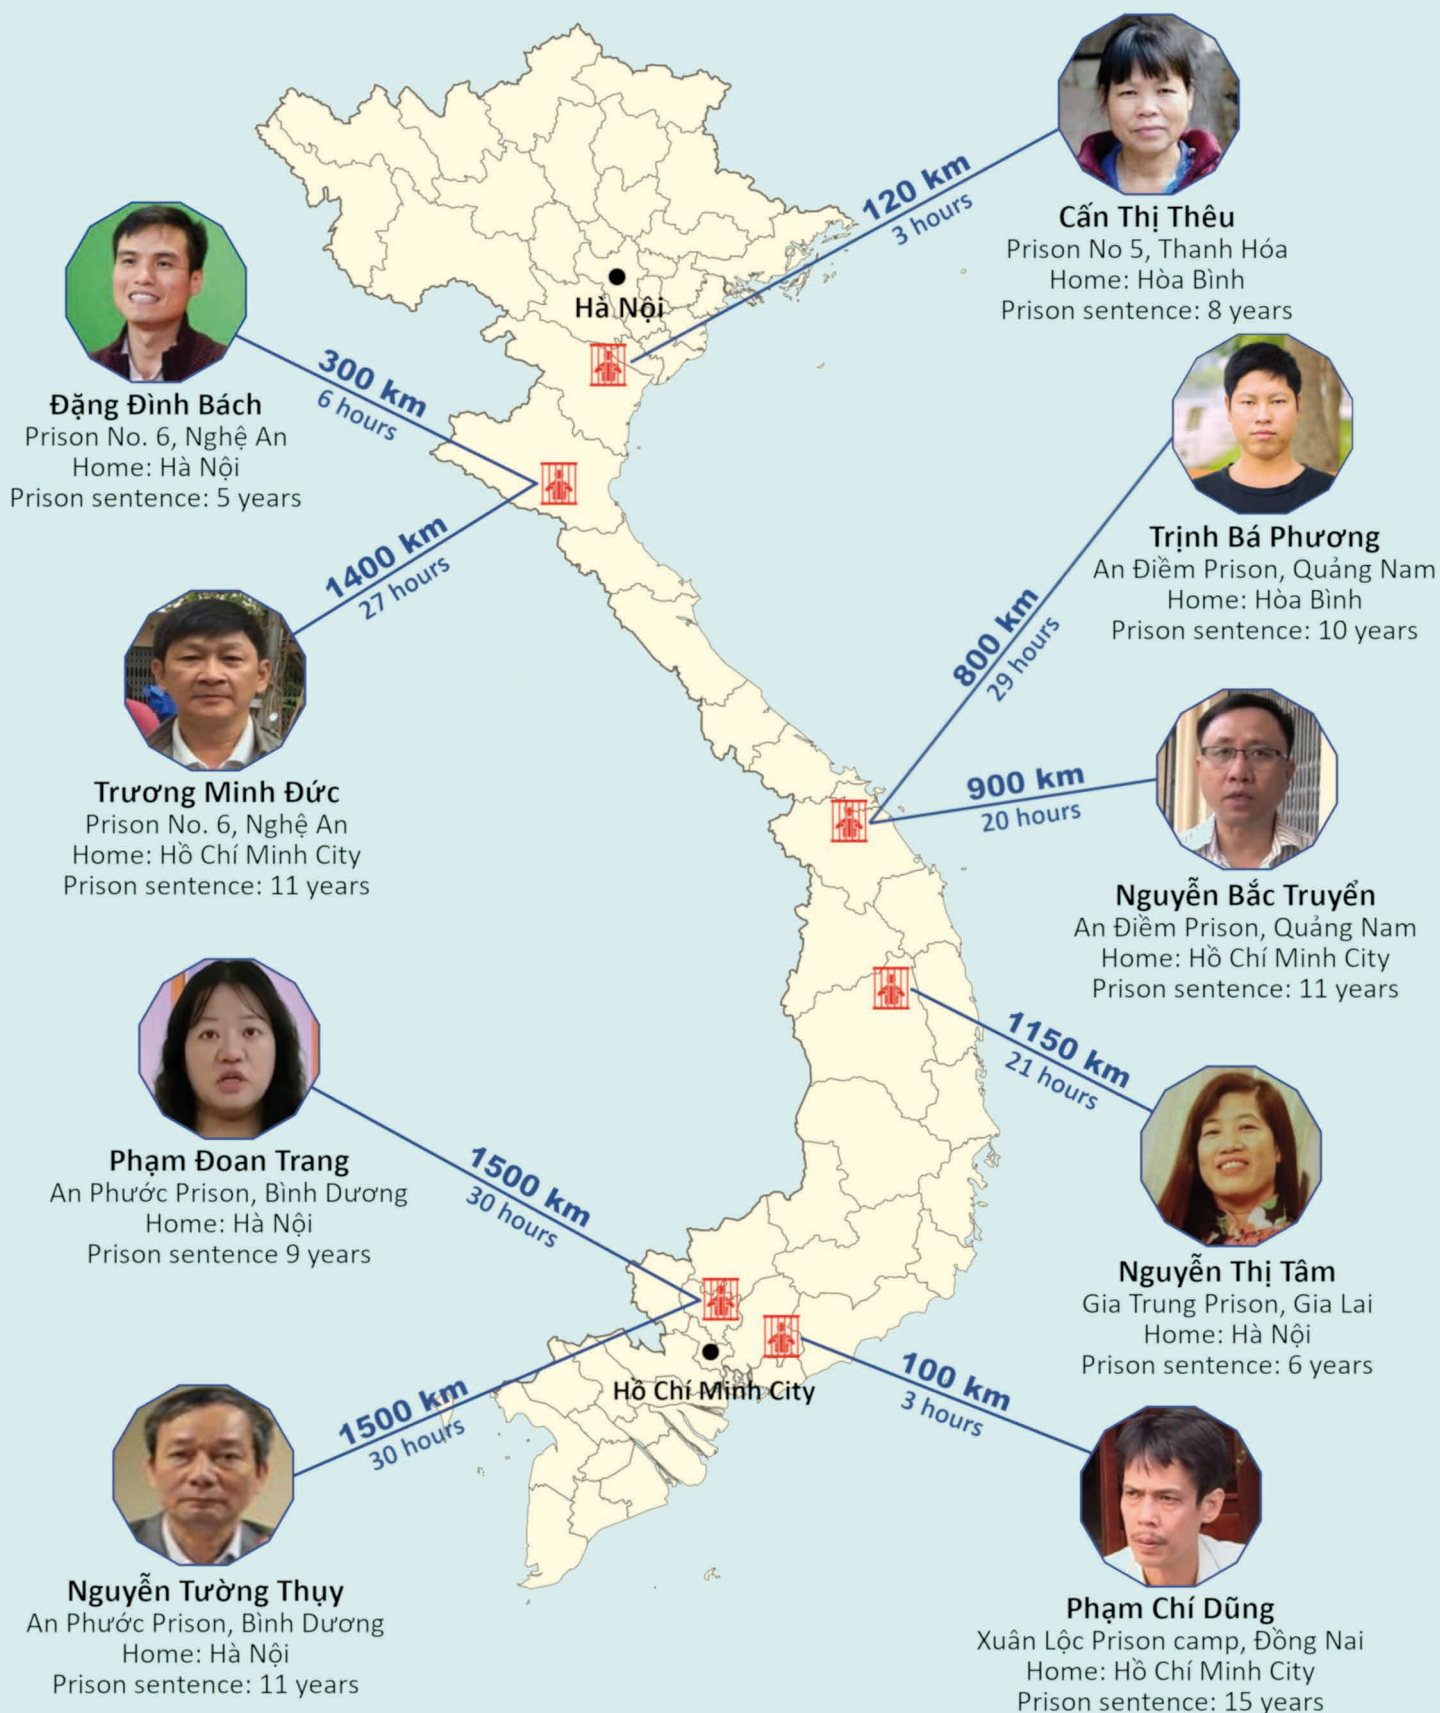 120 km
3 hours
Cấn Thị Thêu
Prison No 5, Thanh Hóa
Home: Hòa Bình
Prison sentence: 8 years
Hà Nội
300 km
6 hours
Đặng Đình Bách
Prison No. 6, Nghệ An
Home: Hà Nội
Prison sentence: 5 years
Trịnh Bá Phương
An Điềm Prison, Quảng Nam
Home: Hòa Bình
Prison sentence: 10 years
800 km
29 hours
1400 km
27 hours
Trương Minh Đức
Prison No. 6, Nghệ An
Home: Hồ Chí Minh City
Prison sentence: 11 years
900 km
20 hours
Nguyễn Bắc Truyển
An Điềm Prison, Quảng Nam
Home: Hồ Chí Minh City
Prison sentence: 11 years
1150 km
21 hours
Phạm Đoan Trang
An Phước Prison, Bình Dương
Home: Hà Nội
Prison sentence 9 years
1500 km
30 hours
Nguyễn Thị Tâm
Gia Trung Prison, Gia Lai
Home: Hà Nội
Prison sentence: 6 years
Hồ Chí Minh City
100 km
3 hours
1500 km
30 hours
Nguyễn Tường Thụy
An Phước Prison, Bình Dương
Home: Hà Nội
Prison sentence: 11 years
Phạm Chí Dũng
Xuân Lộc Prison camp, Đồng Nai
Home: Hồ Chí Minh City
Prison sentence: 15 years